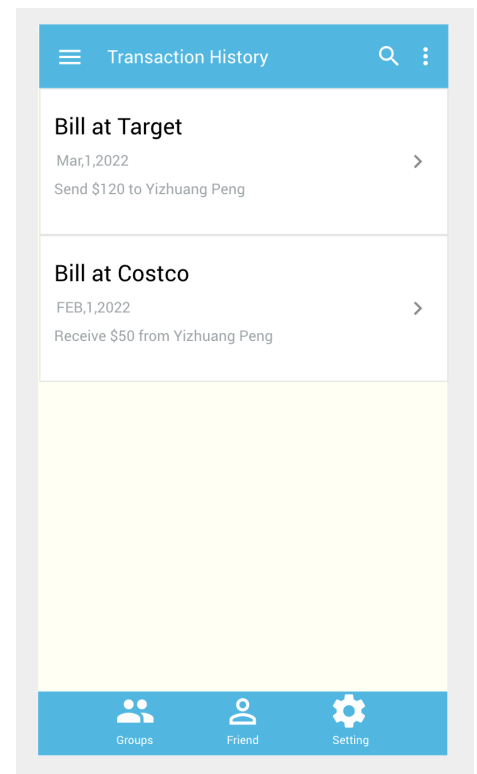 Transaction History
Bill at Target
Mar,1,2022
Send $120 to Yizhuang Peng
Bill at Costco
FEB,1,2022
Receive $50 from Yizhuang Peng
Groups
Friend
Setting